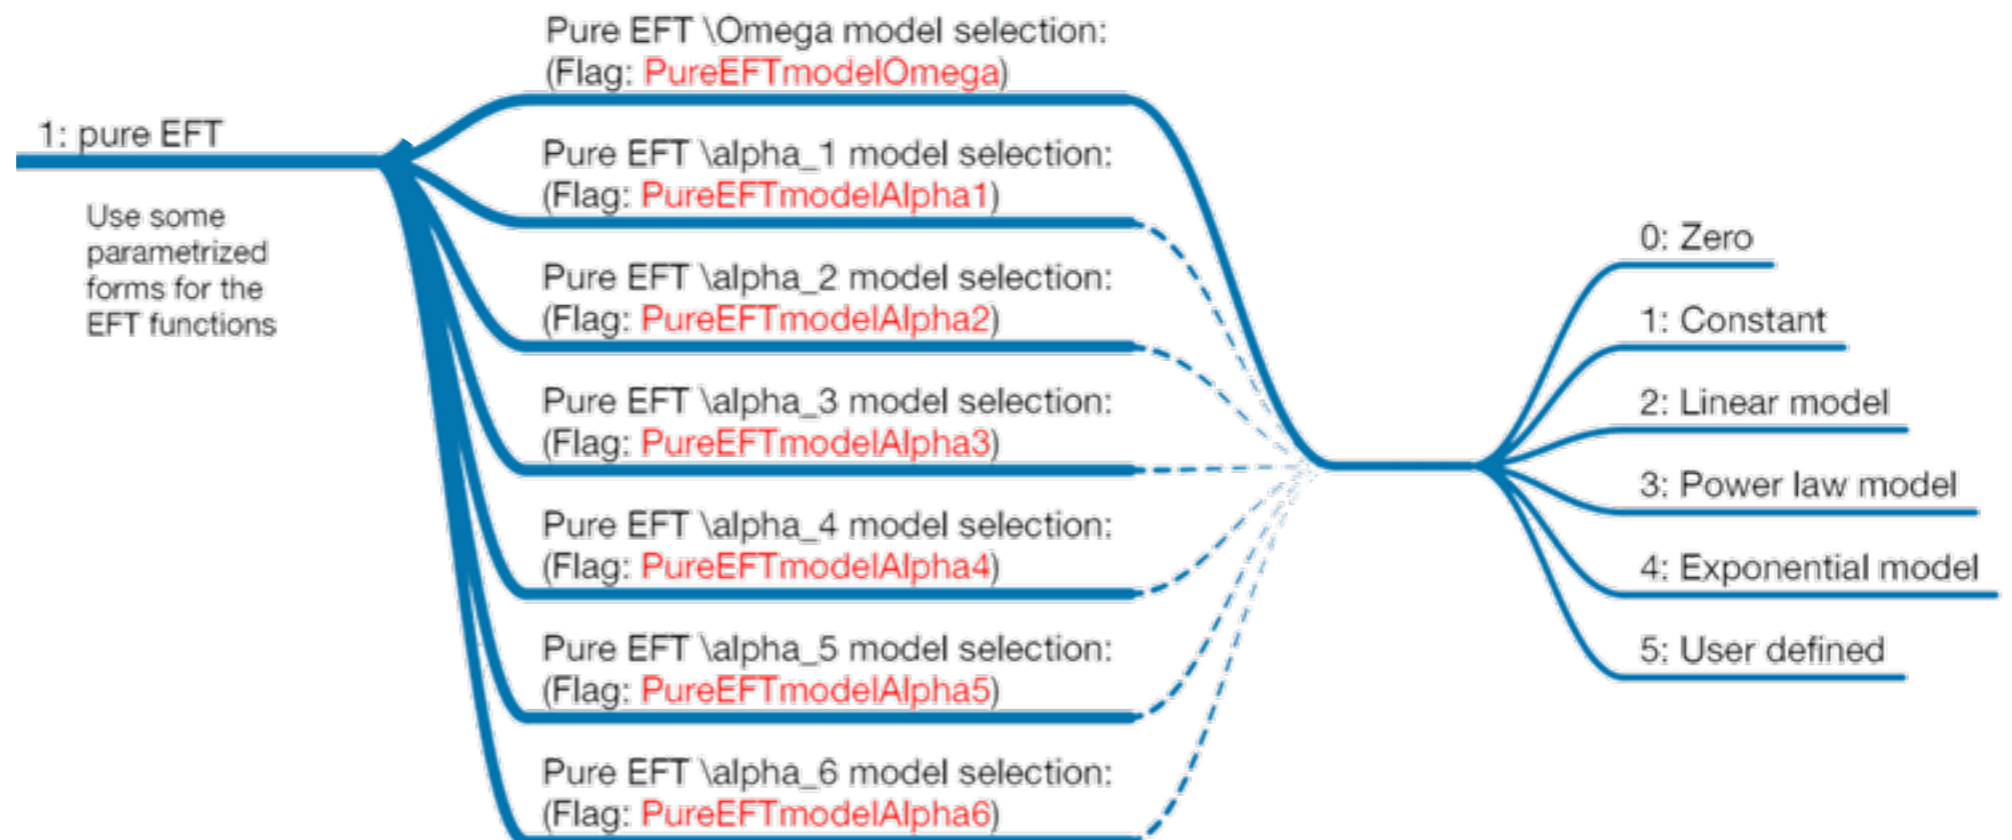 1: pure EFT
Use some
parametrized
forms for the
EFT functions
Pure EFT \Omega model selection:
(Flag: PureEFTmodelOmega)
Pure EFT \alpha_1 model selection:
(Flag: PureEFTmodelAlpha1)
Pure EFT \alpha_2 model selection:
(Flag: PureEFTmodelAlpha2)
Pure EFT \alpha_3 model selection:
(Flag: PureEFTmodelAlpha3)
Pure EFT \alpha_4 model selection:
(Flag: PureEFTmodelAlpha4)
Pure EFT \alpha_5 model selection:
(Flag: PureEFTmodelAlpha5)
Pure EFT \alpha_6 model selection:
(Flag: PureEFTmodelAlpha6)
0: Zero
1: Constant
2: Linear model
3: Power law model
4: Exponential model
5: User defined